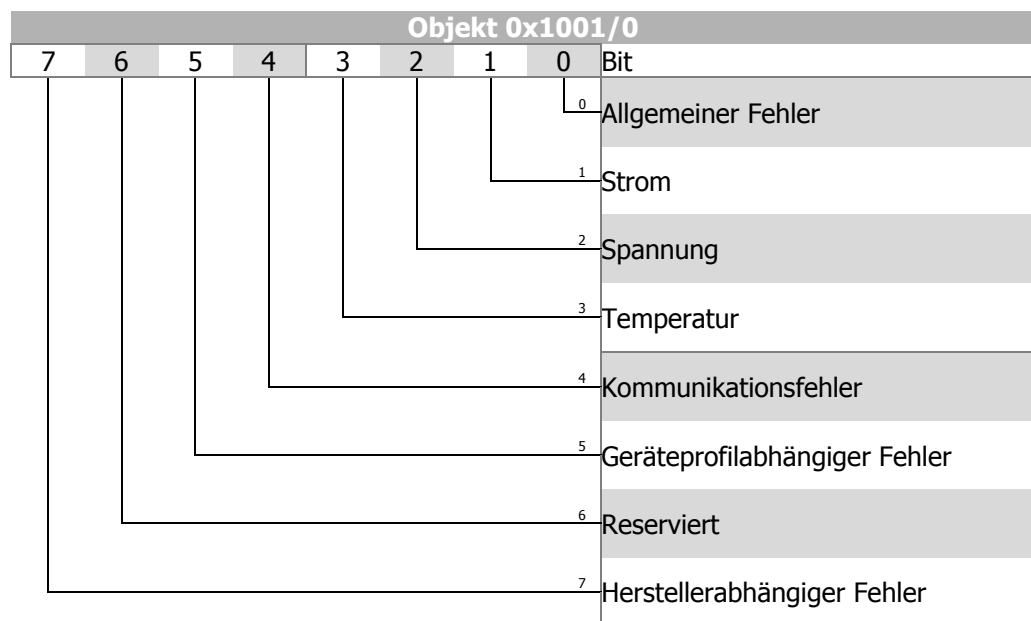 Objekt 0x1001/0
7 6 5 4 3 2 1 0 Bit
0 Allgemeiner Fehler
1 Strom
2 Spannung
3 Temperatur
4 Kommunikationsfehler
5 Geräteprofilabhängiger Fehler
6 Reserviert
7 Herstellerabhängiger Fehler